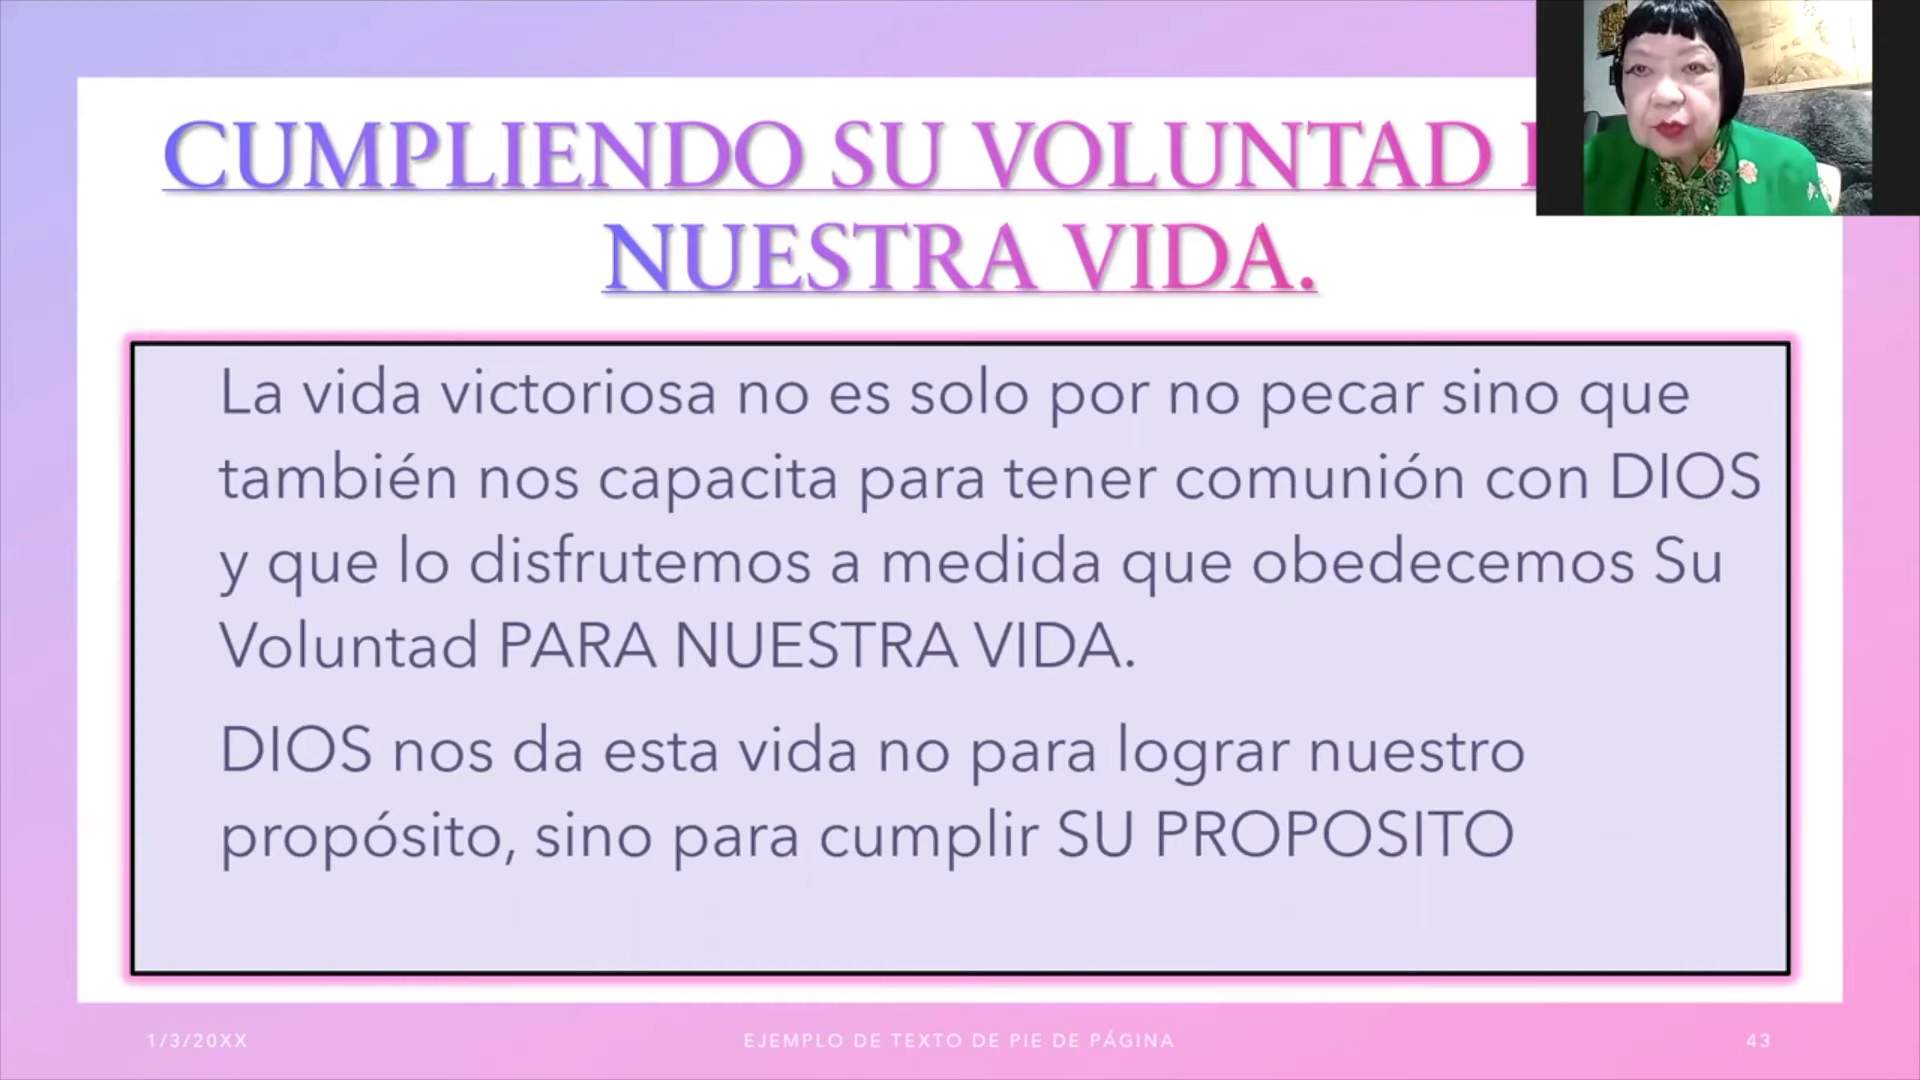 CUMPLIENDO SU VOLUNTAD
NUESTRA VIDA.
La vida victoriosa no es solo por no pecar sino que
también nos capacita para tener comunión con DIOS
y que lo disfrutemos a medida que obedecemos Su
Voluntad PARA NUESTRA VIDA.
DIOS nos da esta vida no para lograr nuestro
propósito, sino para cumplir SU PROPOSITO
1/3/20XX
EJEMPLO DE TEXTO DE PIE DE PÁGINA
43